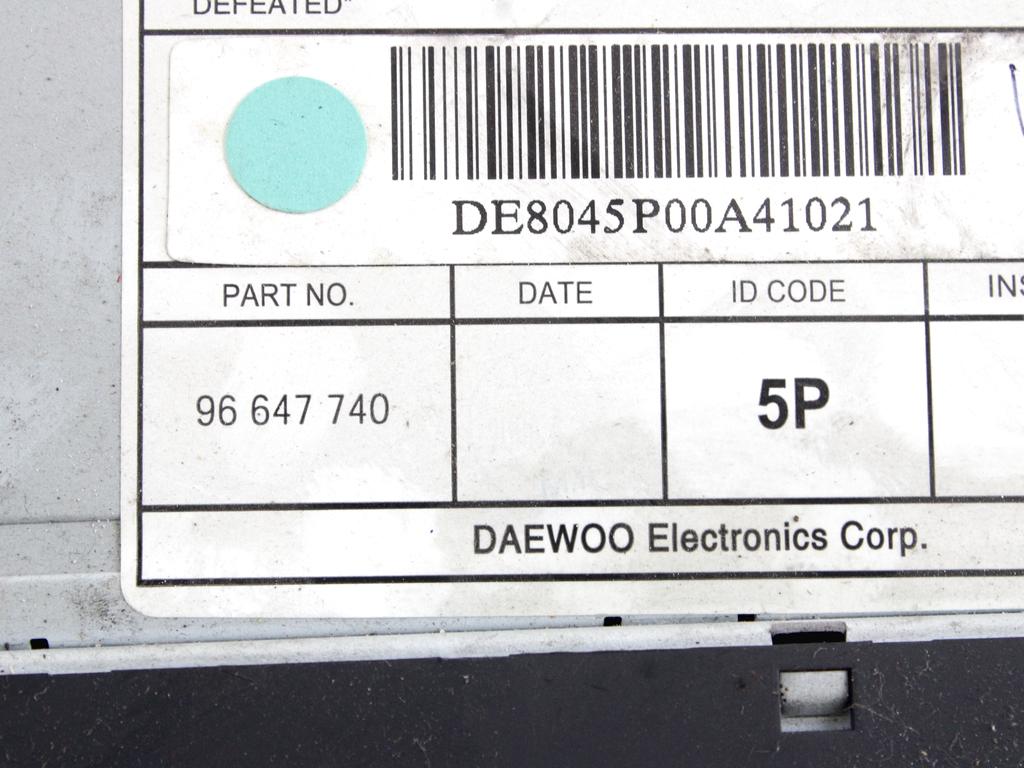 DEFEATED"
DE8045P00A41021
PART NO. DATE ID CODE
96 647 740 5P
DAEWOO Electronics Corp.